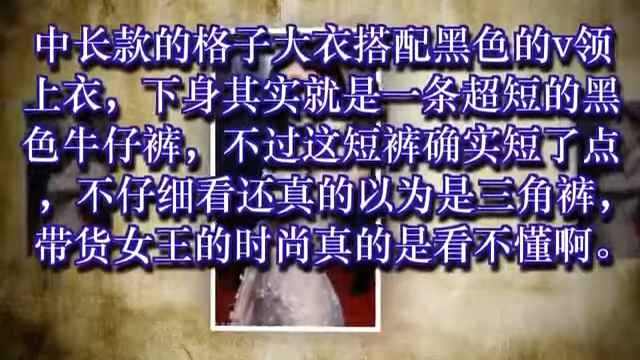 中长款的格子大衣搭配黑色的v领
上衣，下身其实就是一条超短的黑
色牛仔裤，不过这短裤确实短了点
，不仔细看还真的以为是三角裤，
带货女王的时尚真的是看不懂啊。